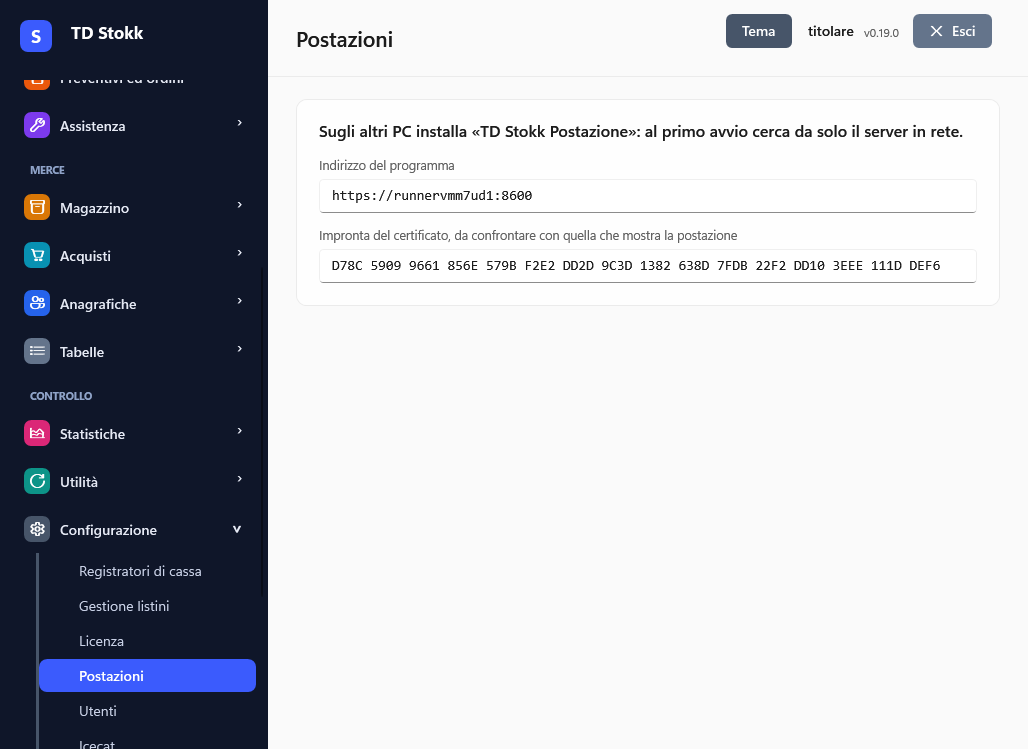 S
TD Stokk
Preventivi ed ordini
Assistenza
MERCE
Magazzino
Acquisti
Anagrafiche
Tabelle
CONTROLLO
Statistiche
Utilità
Configurazione
Registratori di cassa
Gestione listini
Licenza
Postazioni
Utenti
Icecat
Postazioni
Tema
titolare v0.19.0
Esci
Sugli altri PC installa «TD Stokk Postazione»: al primo avvio cerca da solo il server in rete.
Indirizzo del programma
https://runnervmm7ud1:8600
Impronta del certificato, da confrontare con quella che mostra la postazione
D78C 5909 9661 856E 579B F2E2 DD2D 9C3D 1382 638D 7FDB 22F2 DD10 3EEE 111D DEF6